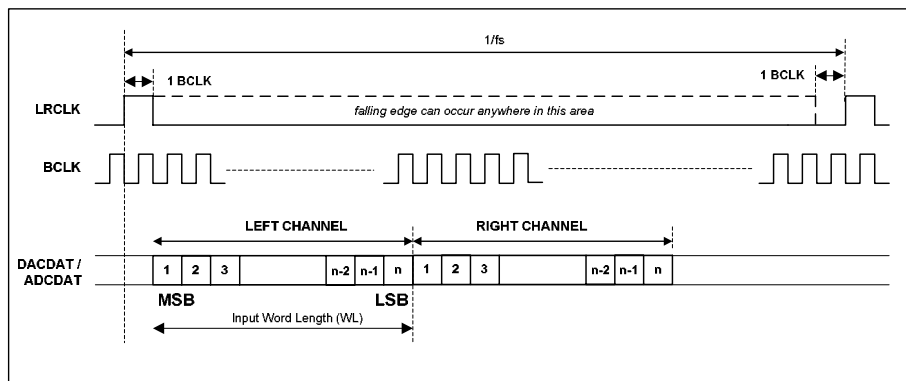 1/fs
1 BCLK
1 BCLK
LRCLK
falling edge can occur anywhere in this area
BCLK
LEFT CHANNEL
RIGHT CHANNEL
DACDAT /
ADCDAT
1 2 3 n-2 n-1 n 1 2 3 n-2 n-1 n
MSB LSB
Input Word Length (WL)